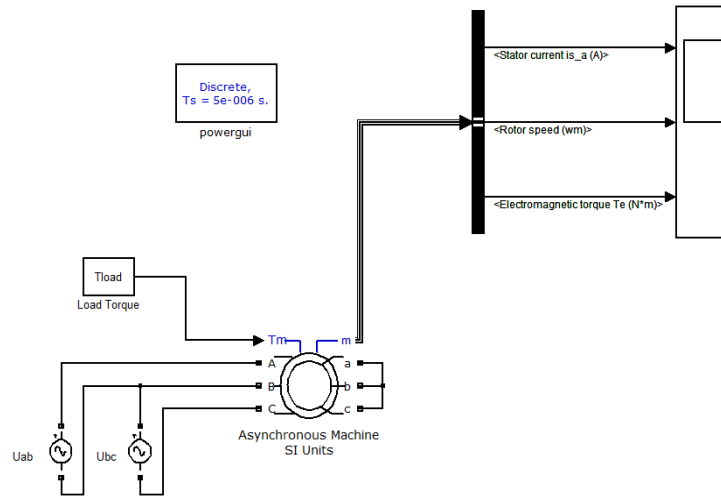 <Stator current is_a (A)>
Discrete,
Ts = 5e-006 s.
powergui
<Rotor speed (wm)>
<Electromagnetic torque Te (N*m)>
Tload
Load Torque
Tm
m
A
a
B
b
C
c
Asynchronous Machine
SI Units
Uab
Ubc